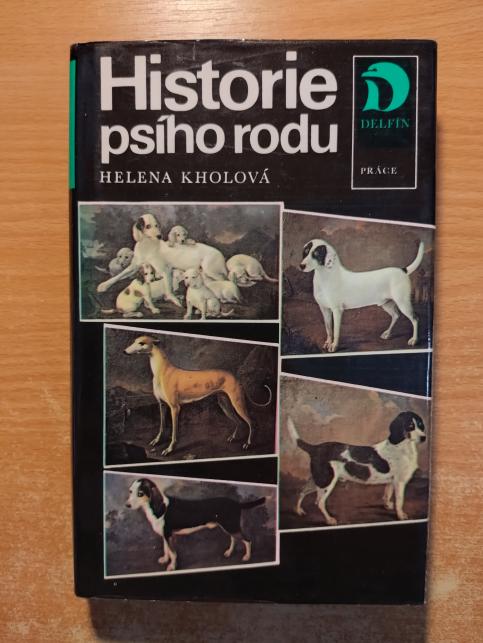 Historie
psího rodu
HELENA KHOLOVÁ
DELFÍN
PRÁCE